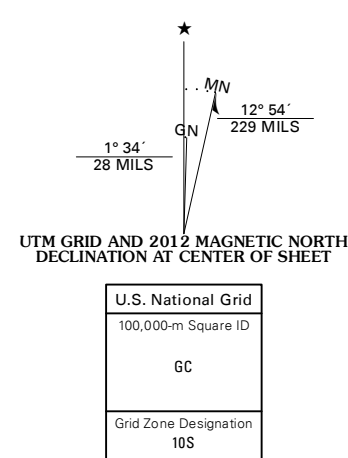 ★
MN
GN
12° 54´
229 MILS
1° 34´
28 MILS
UTM GRID AND 2012 MAGNETIC NORTH
DECLINATION AT CENTER OF SHEET
U.S. National Grid
100,000-m Square ID
GC
Grid Zone Designation
10S